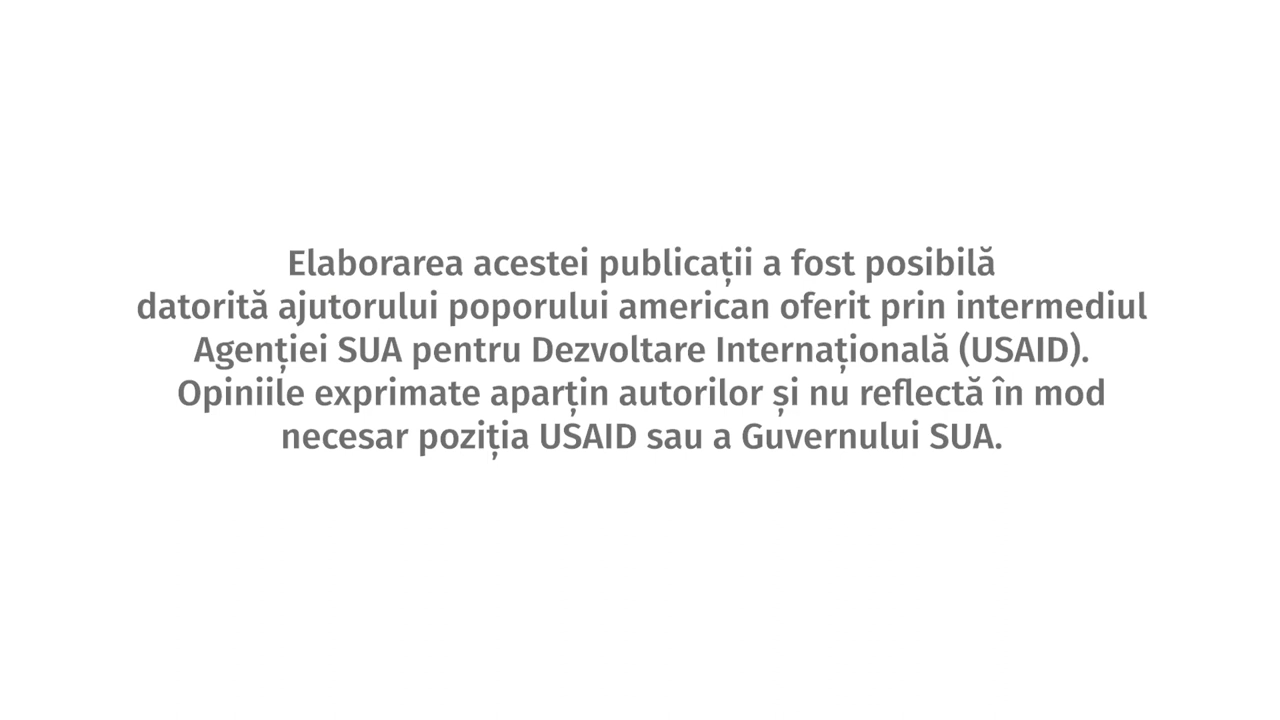 Elaborarea acestei publicații a fost posibilă
datorită ajutorului poporului american oferit prin intermediul
Agenției SUA pentru Dezvoltare Internațională (USAID).
Opiniile exprimate aparțin autorilor și nu reflectă în mod
necesar poziția USAID sau a Guvernului SUA.